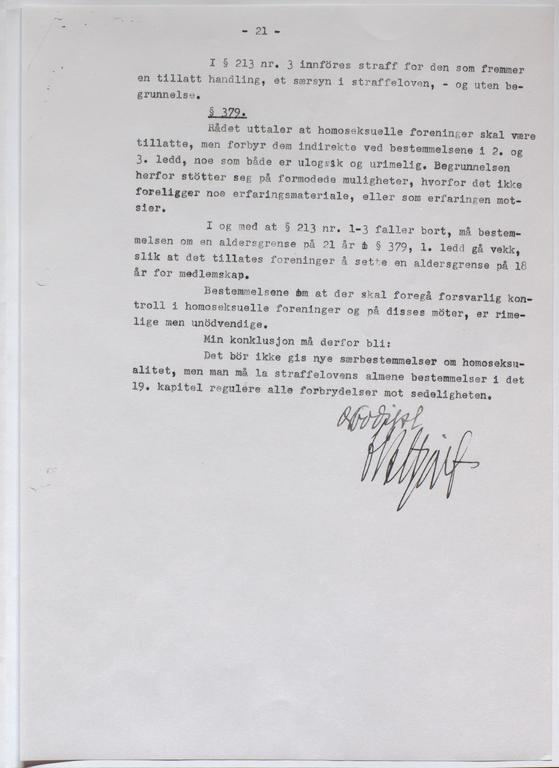 - 21 -
I § 213 nr. 3 innföres straff for den som fremmer
en tillatt handling, et særsyn i straffeloven, - og uten be-
grunnelse.
§ 379.
Rådet uttaler at homoseksuelle foreninger skal være
tillatte, men forbyr dem indirekte ved bestemmelsene i 2. og
3. ledd, noe som både er ulogisk og urimelig. Begrunnelsen
herfor stötter seg på formodede muligheter, hvorfor det ikke
foreligger noe erfaringsmateriale, eller som erfaringen mot-
sier.
I og med at § 213 nr. 1-3 faller bort, må bestem-
melsen om en aldersgrense på 21 år i § 379, 1. ledd gå vekk,
slik at det tillates foreninger å sette en aldersgrense på 18
år for medlemskap.
Bestemmelsene om at der skal foregå forsvarlig kon-
troll i homoseksuelle foreninger og på disses möter, er rime-
lige men unödvendige.
Min konklusjon må derfor bli:
Det bör ikke gis nye særbestemmelser om homoseksu-
alitet, men man må la straffelovens almene bestemmelser i det
19. kapitel regulére alle forbrydelser mot sedeligheten.